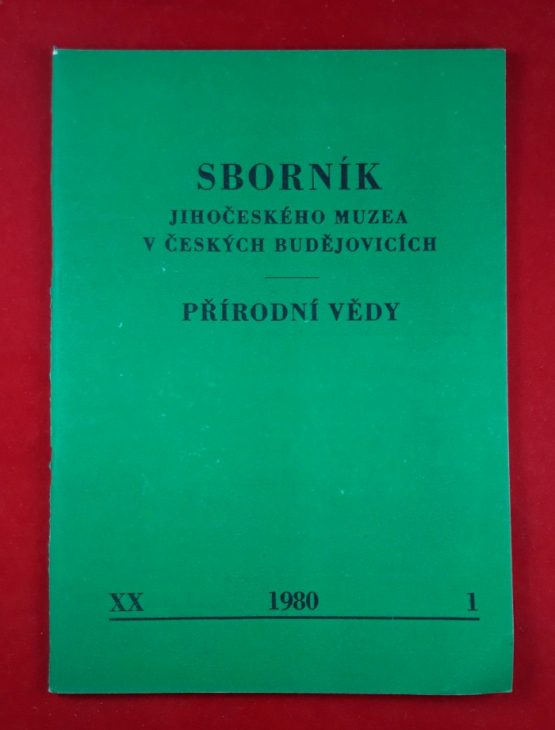 SBORNÍK
JIHOČESKÉHO MUZEA
V ČESKÝCH BUDĚJOVICÍCH
PŘÍRODNÍ VĚDY
XX 1980 1